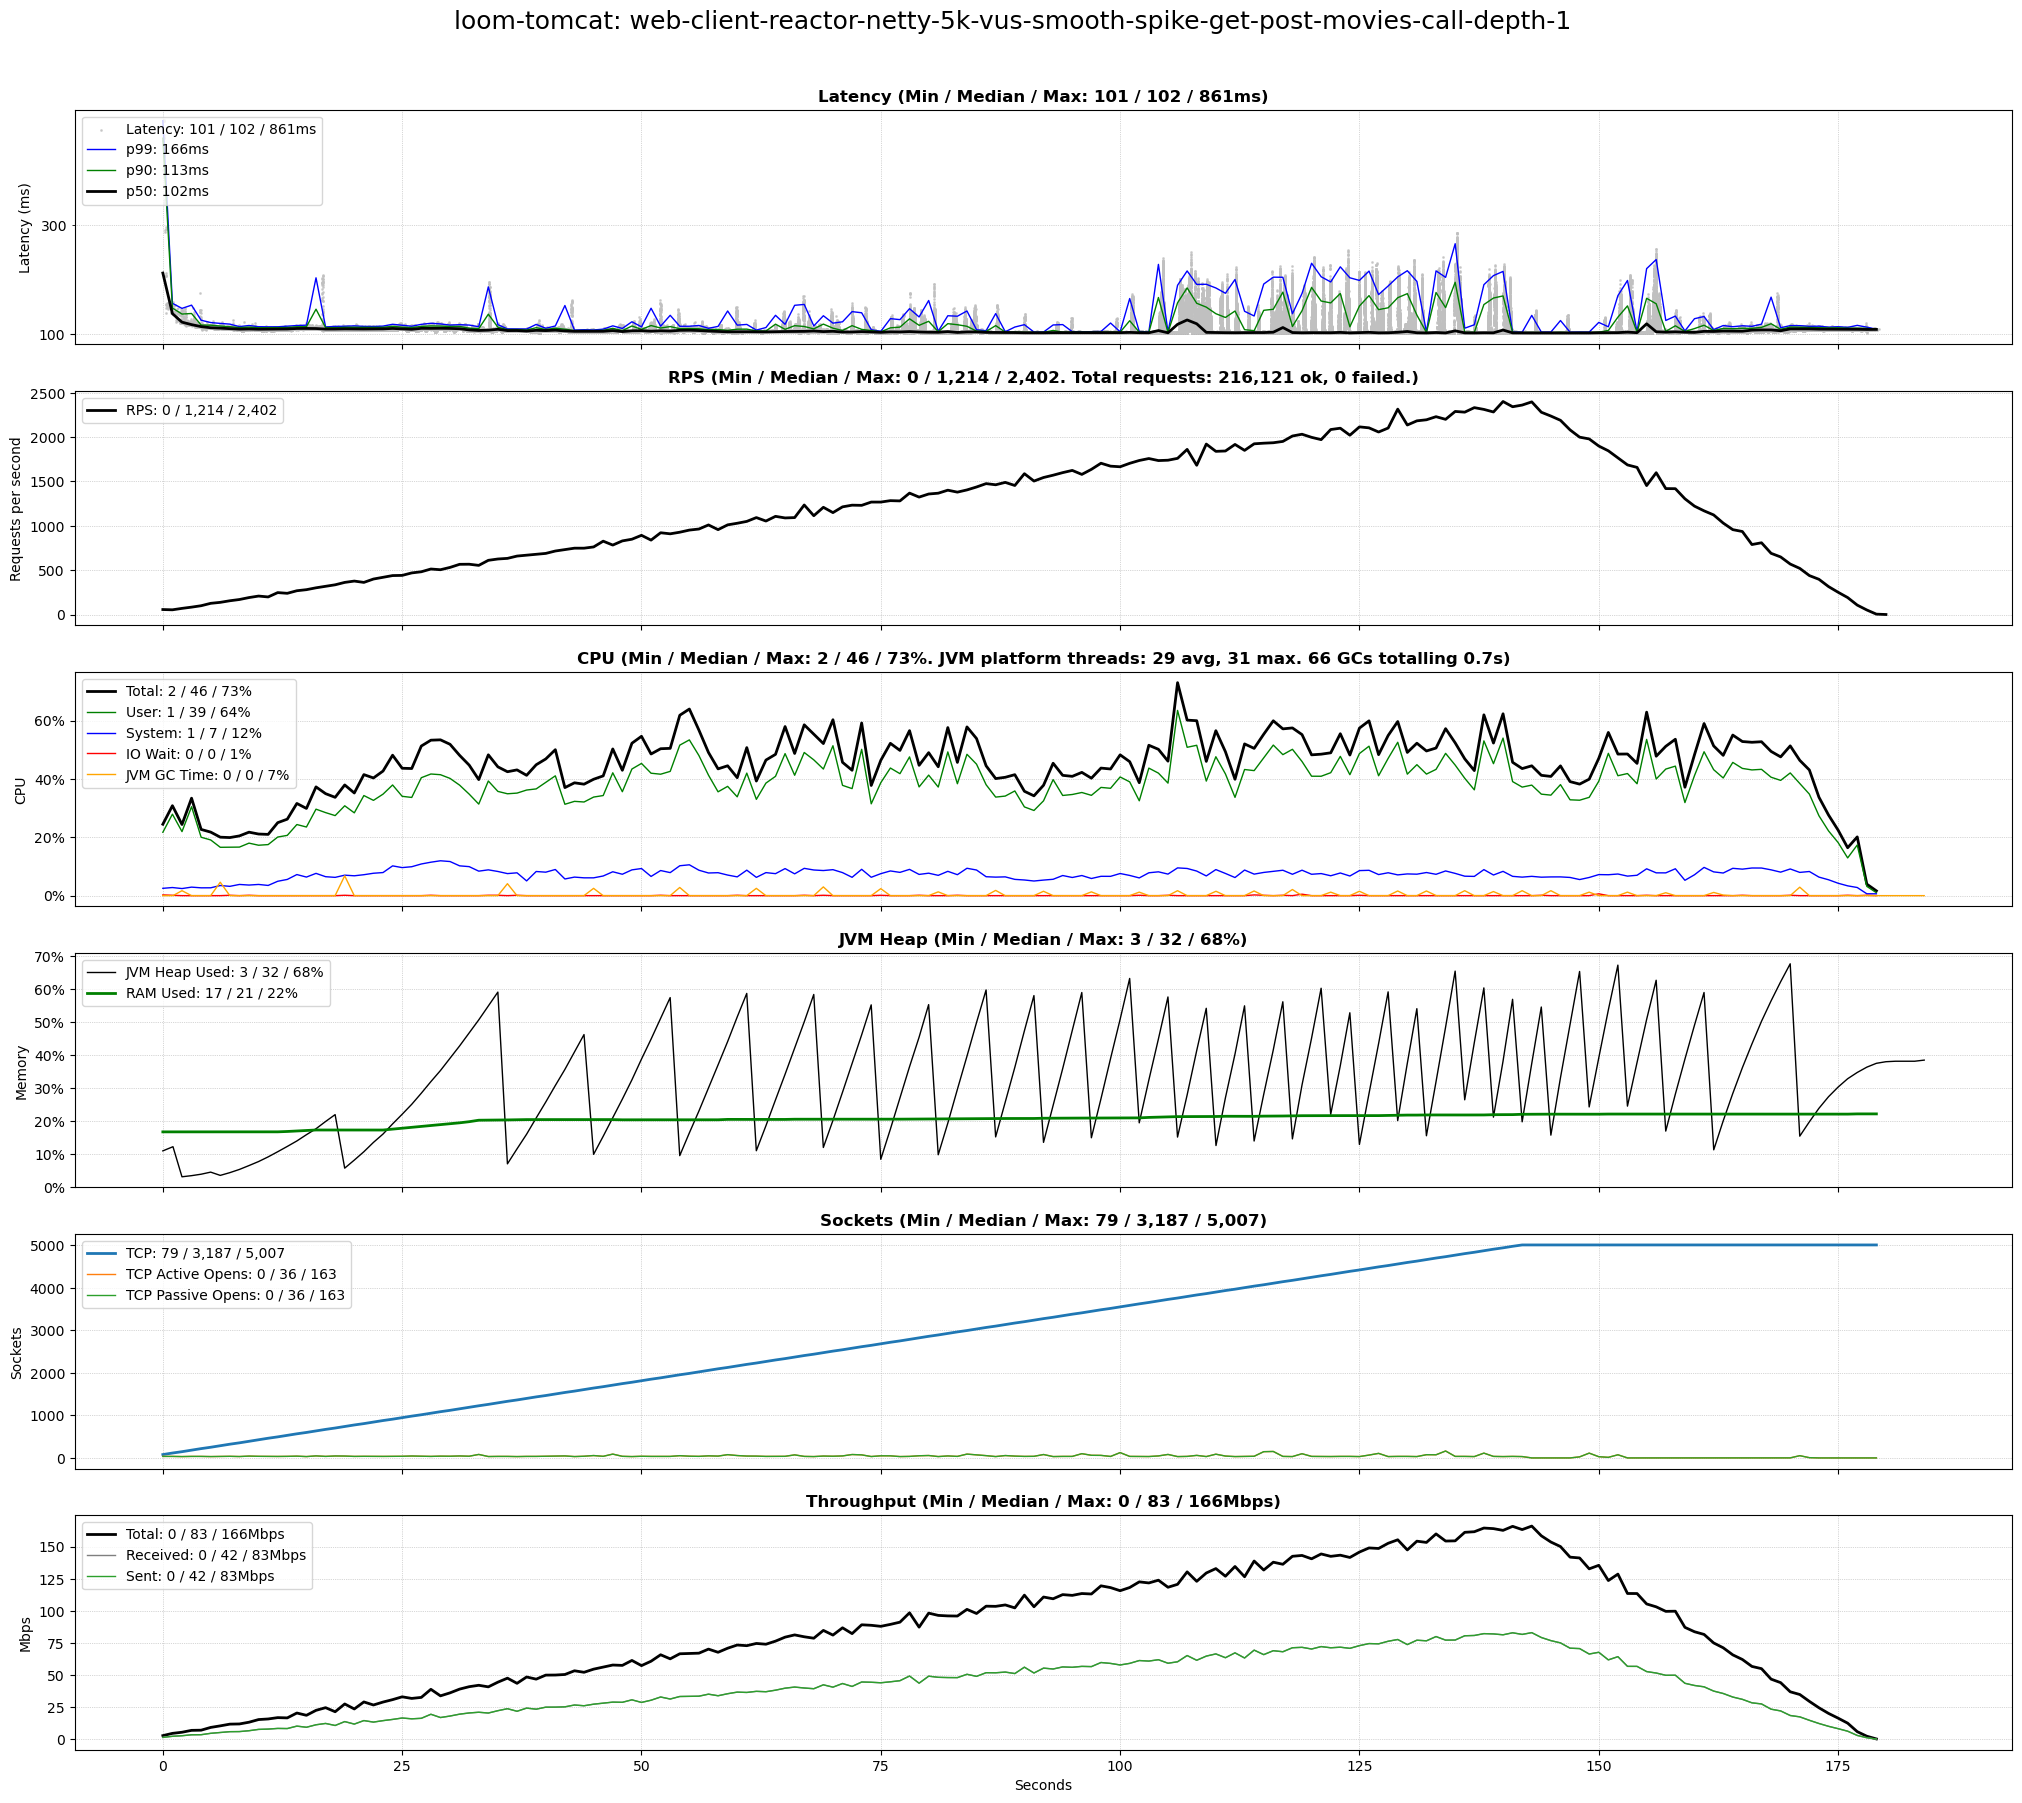 loom-tomcat: web-client-reactor-netty-5k-vus-smooth-spike-get-post-movies-call-depth-1
Latency (Min / Median / Max: 101 / 102 / 861ms)
Latency: 101 / 102 / 861ms
p99: 166ms
p90: 113ms
p50: 102ms
Latency (ms)
300
100
RPS (Min / Median / Max: 0 / 1,214 / 2,402. Total requests: 216,121 ok, 0 failed.)
RPS: 0 / 1,214 / 2,402
Requests per second
2500
2000
1500
1000
500
0
CPU (Min / Median / Max: 2 / 46 / 73%. JVM platform threads: 29 avg, 31 max. 66 GCs totalling 0.7s)
Total: 2 / 46 / 73%
User: 1 / 39 / 64%
System: 1 / 7 / 12%
IO Wait: 0 / 0 / 1%
JVM GC Time: 0 / 0 / 7%
CPU
60%
40%
20%
0%
JVM Heap (Min / Median / Max: 3 / 32 / 68%)
JVM Heap Used: 3 / 32 / 68%
RAM Used: 17 / 21 / 22%
Memory
70%
60%
50%
40%
30%
20%
10%
0%
Sockets (Min / Median / Max: 79 / 3,187 / 5,007)
TCP: 79 / 3,187 / 5,007
TCP Active Opens: 0 / 36 / 163
TCP Passive Opens: 0 / 36 / 163
Sockets
5000
4000
3000
2000
1000
0
Throughput (Min / Median / Max: 0 / 83 / 166Mbps)
Total: 0 / 83 / 166Mbps
Received: 0 / 42 / 83Mbps
Sent: 0 / 42 / 83Mbps
Mbps
150
125
100
75
50
25
0
0 25 50 75 100 125 150 175
Seconds